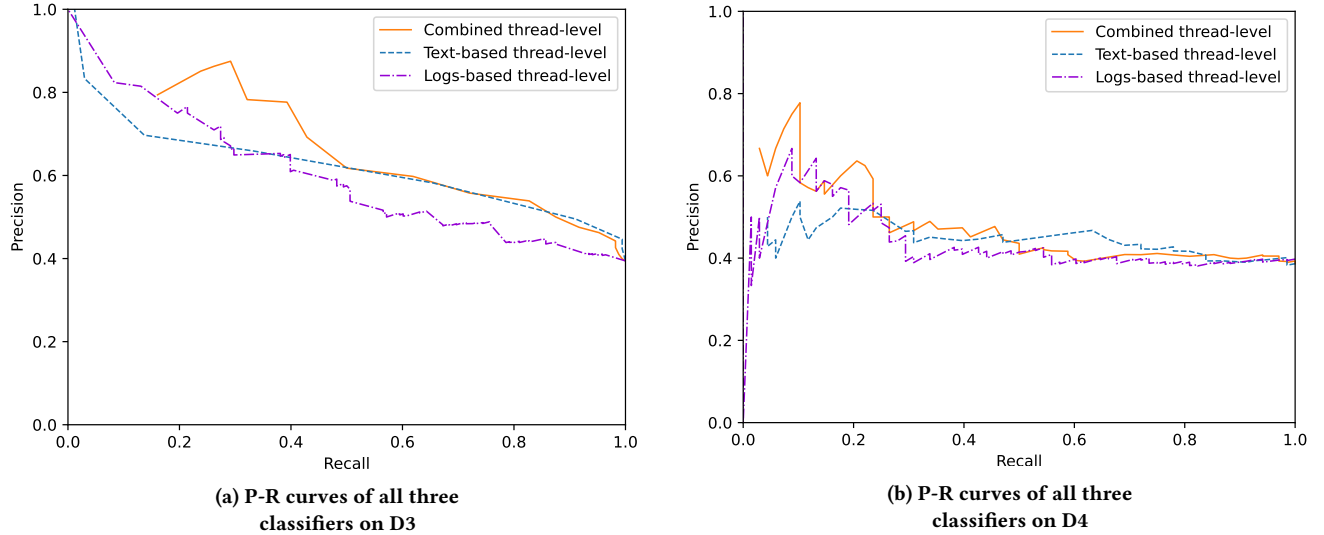 1.0
0.8
0.6
0.4
0.2
0.0
Precision
Combined thread-level
Text-based thread-level
Logs-based thread-level
0.0 0.2 0.4 0.6 0.8 1.0
Recall
(a) P-R curves of all three
classifiers on D3
1.0
0.8
0.6
0.4
0.2
0.0
Precision
Combined thread-level
Text-based thread-level
Logs-based thread-level
0.0 0.2 0.4 0.6 0.8 1.0
Recall
(b) P-R curves of all three
classifiers on D4